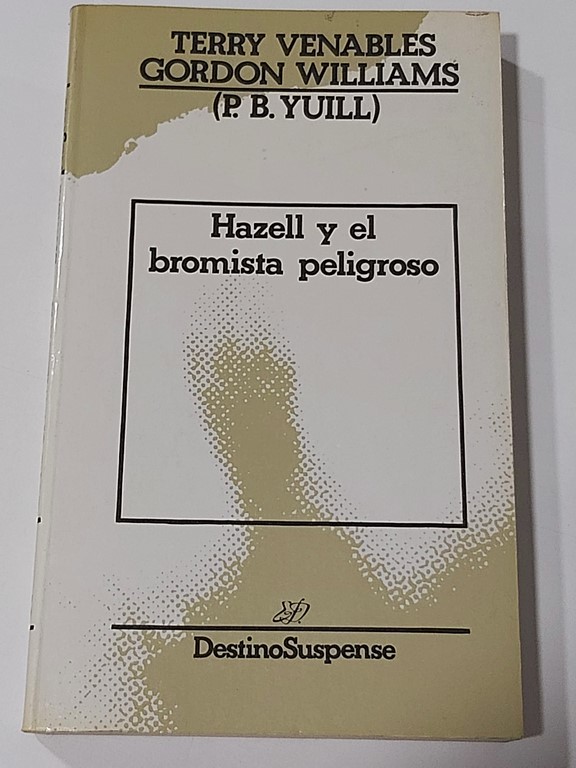 TERRY VENABLES
GORDON WILLIAMS
(P. B. YUILL)
Hazell y el
bromista peligroso
DestinoSuspense